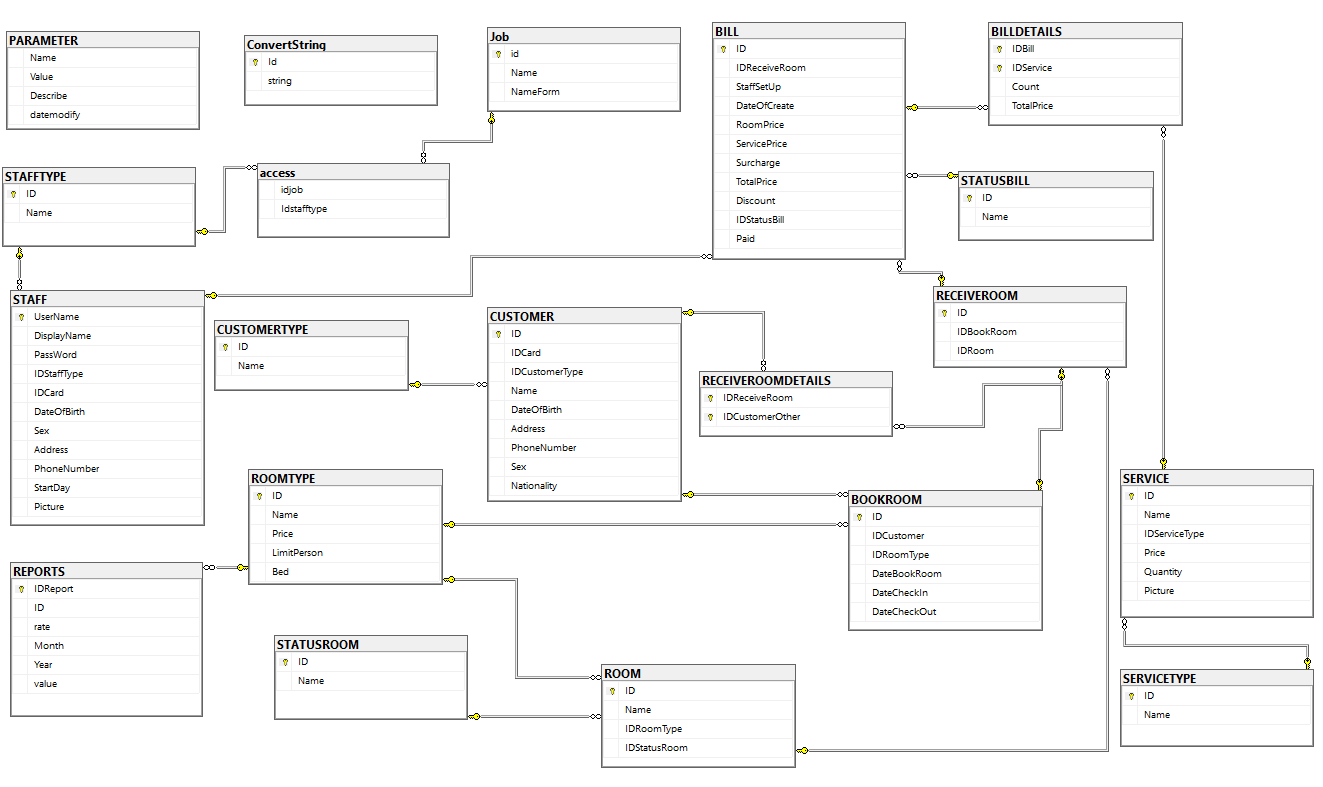 PARAMETER
Name
Value
Describe
datemodify
ConvertString
Id
string
Job
id
Name
NameForm
BILL
ID
IDReceiveRoom
StaffSetUp
DateOfCreate
RoomPrice
ServicePrice
Surcharge
TotalPrice
Discount
IDStatusBill
Paid
BILLDETAILS
IDBill
IDService
Count
TotalPrice
STAFFTYPE
ID
Name
access
idjob
Idstafftype
STATUSBILL
ID
Name
STAFF
UserName
DisplayName
PassWord
IDStaffType
IDCard
DateOfBirth
Sex
Address
PhoneNumber
StartDay
Picture
CUSTOMERTYPE
ID
Name
CUSTOMER
ID
IDCard
IDCustomerType
Name
DateOfBirth
Address
PhoneNumber
Sex
Nationality
RECEIVEROOM
ID
IDBookRoom
IDRoom
RECEIVEROOMDETAILS
IDReceiveRoom
IDCustomerOther
ROOMTYPE
ID
Name
Price
LimitPerson
Bed
BOOKROOM
ID
IDCustomer
IDRoomType
DateBookRoom
DateCheckIn
DateCheckOut
SERVICE
ID
Name
IDServiceType
Price
Quantity
Picture
REPORTS
IDReport
ID
rate
Month
Year
value
STATUSROOM
ID
Name
ROOM
ID
Name
IDRoomType
IDStatusRoom
SERVICETYPE
ID
Name